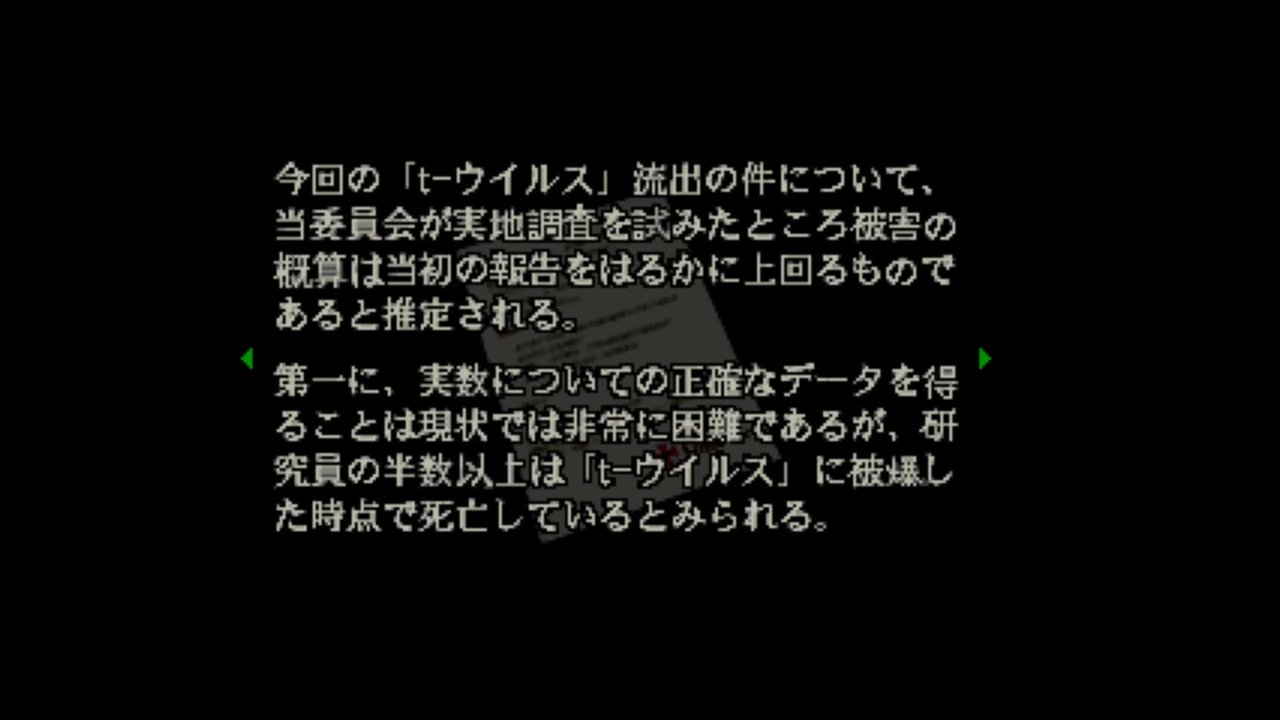 今回の「t-ウイルス」流出の件について、
当委員会が実地調査を試みたところ被害の
概算は当初の報告をはるかに上回るもので
あると推定される。
第一に、実数についての正確なデータを得
ることは現状では非常に困難であるが、研
究員の半数以上は「t-ウイルス」に被爆し
た時点で死亡しているとみられる。